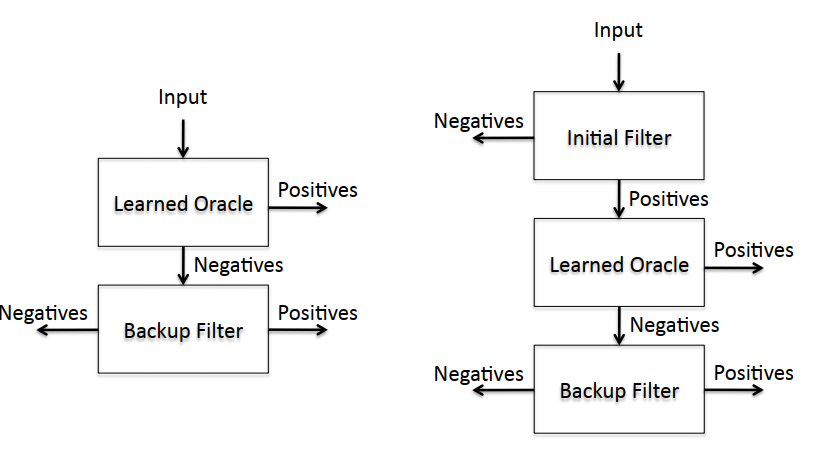 Input
Learned Oracle
Positives
Negatives
Backup Filter
Negatives
Positives
Input
Negatives
Initial Filter
Positives
Learned Oracle
Positives
Negatives
Negatives
Backup Filter
Positives